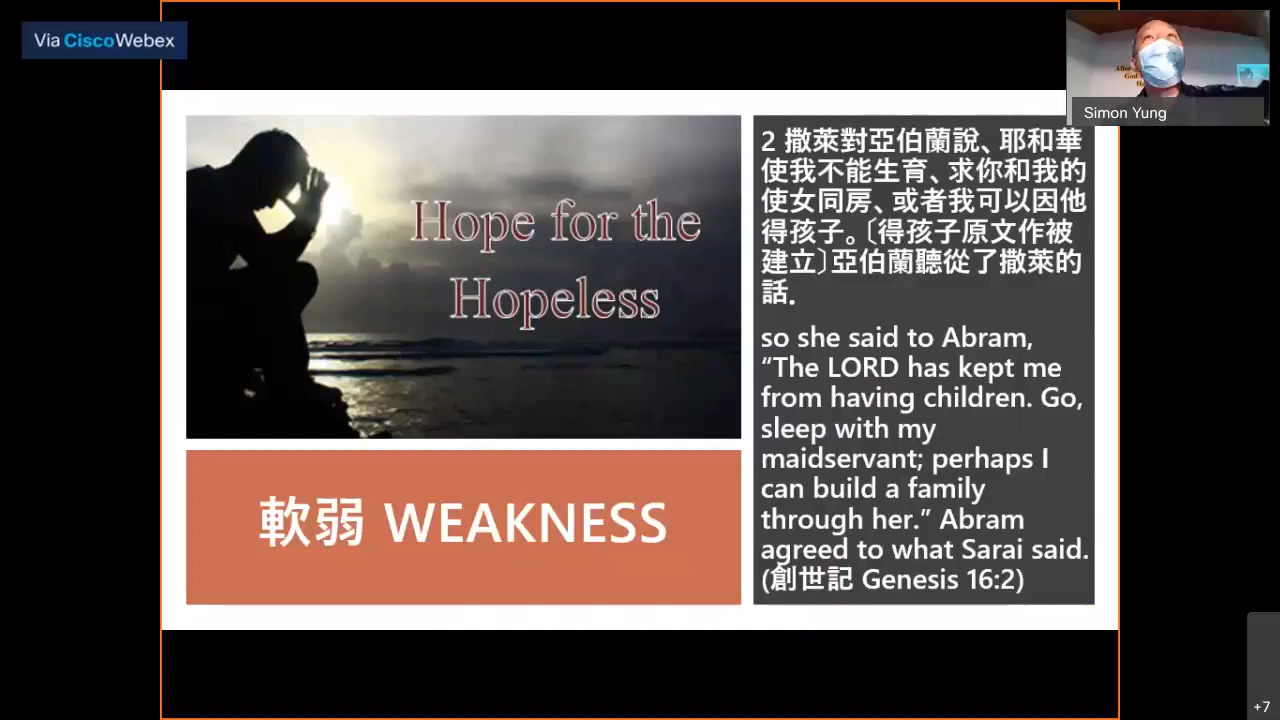 Via CiscoWebex
Simon Yung
Hope for the
Hopeless
軟弱 WEAKNESS
2 撒萊對亞伯蘭說、耶和華
使我不能生育、求你和我的
使女同房、或者我可以因他
得孩子。〔得孩子原文作被
建立〕亞伯蘭聽從了撒萊的
話.
so she said to Abram,
“The LORD has kept me
from having children. Go,
sleep with my
maidservant; perhaps I
can build a family
through her.” Abram
agreed to what Sarai said.
(創世記 Genesis 16:2)
+7